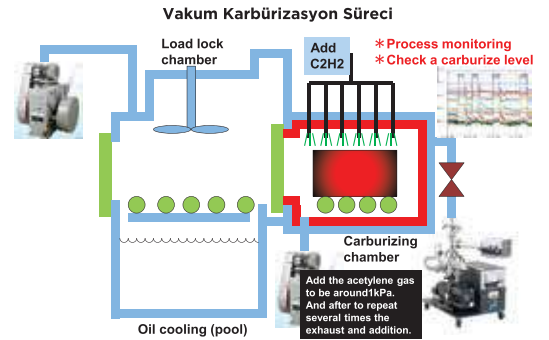 Vakum Karbürizasyon Süreci
Load lock
chamber
Add
C2H2
*Process monitoring
*Check a carburize level
Carburizing
chamber
Add the acetylene gas
to be around1kPa.
And after to repeat
several times the
exhaust and addition.
Oil cooling (pool)